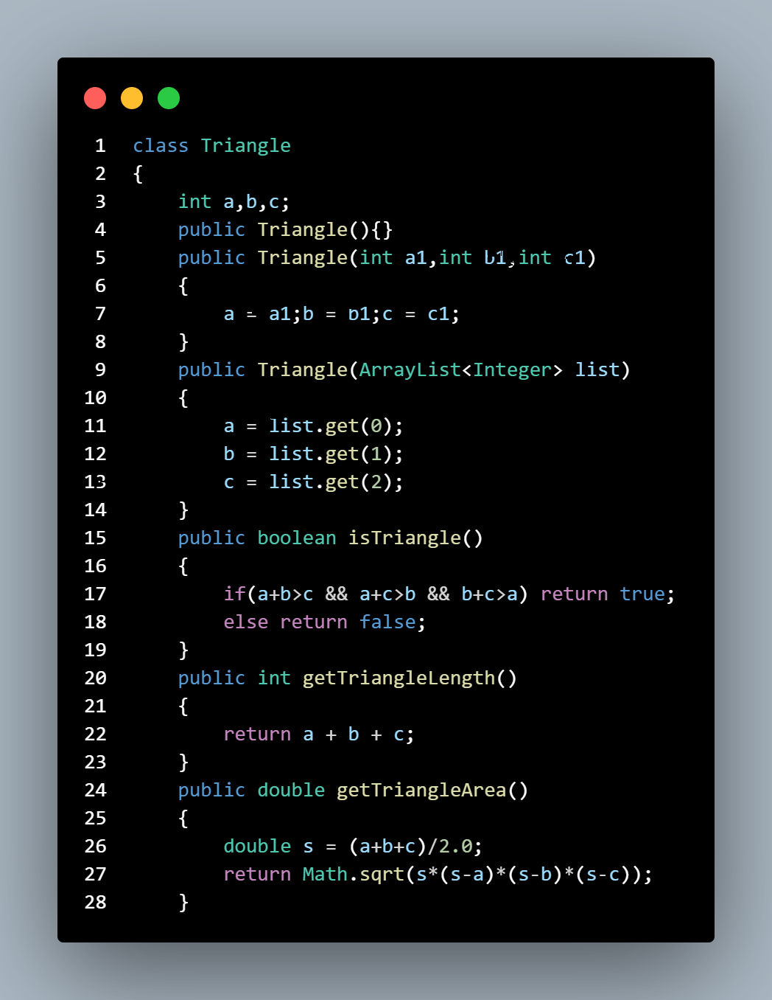 1 class Triangle
2 {
3     int a,b,c;
4     public Triangle(){}
5     public Triangle(int a1,int b1,int c1)
6     {
7         a = a1;b = b1;c = c1;
8     }
9     public Triangle(ArrayList<Integer> list)
10     {
11         a = list.get(0);
12         b = list.get(1);
13         c = list.get(2);
14     }
15     public boolean isTriangle()
16     {
17         if(a+b>c && a+c>b && b+c>a) return true;
18         else return false;
19     }
20     public int getTriangleLength()
21     {
22         return a + b + c;
23     }
24     public double getTriangleArea()
25     {
26         double s = (a+b+c)/2.0;
27         return Math.sqrt(s*(s-a)*(s-b)*(s-c));
28     }